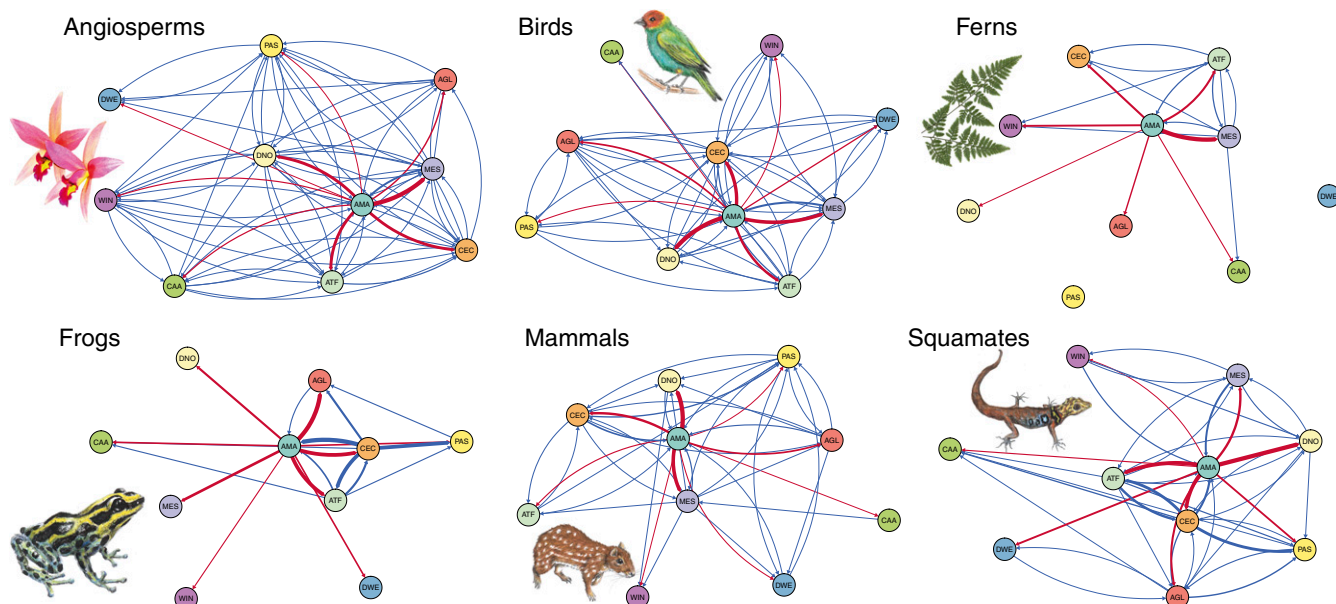 Angiosperms
PAS
AGL
DWE
DNO
MES
WIN
AMA
CEC
ATF
CAA
Birds
CAA
WIN
DWE
AGL
CEC
MES
AMA
PAS
DNO
ATF
Ferns
CEC
ATF
WIN
AMA
MES
DWE
DNO
AGL
CAA
PAS
Frogs
DNO
AGL
CAA
AMA
CEC
PAS
MES
ATF
WIN
DWE
Mammals
PAS
DNO
CEC
AMA
AGL
MES
ATF
CAA
DWE
WIN
Squamates
WIN
MES
DNO
CAA
AMA
ATF
CEC
DWE
PAS
AGL